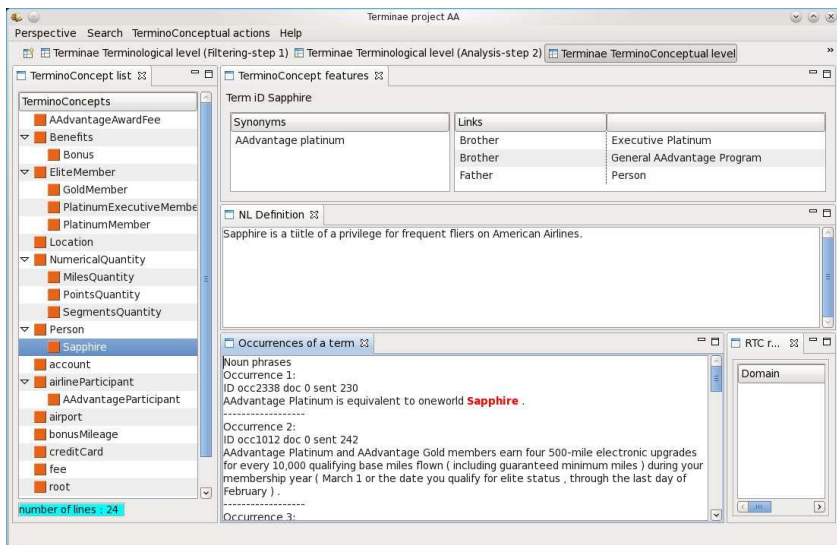 Terminae project AA
Perspective Search TerminoConceptual actions Help
Terminae Terminological level (Filtering-step 1) Terminae Terminological level (Analysis-step 2) Terminae TerminoConceptual level »
TerminoConcept list
TerminoConcepts
AAdvantageAwardFee
Benefits
Bonus
EliteMember
GoldMember
PlatinumExecutiveMembe
PlatinumMember
Location
NumericalQuantity
MilesQuantity
PointsQuantity
SegmentsQuantity
Person
Sapphire
account
airlineParticipant
AAdvantageParticipant
airport
bonusMileage
creditCard
fee
root
number of lines : 24
TerminoConcept features
Term iD Sapphire
Synonyms
AAdvantage platinum
Links
Brother Executive Platinum
Brother General AAdvantage Program
Father Person
NL Definition
Sapphire is a tiitle of a privilege for frequent fliers on American Airlines.
Occurrences of a term
Noun phrases
Occurrence 1:
ID occ2338 doc 0 sent 230
AAdvantage Platinum is equivalent to oneworld Sapphire .
------------------
Occurrence 2:
ID occ1012 doc 0 sent 242
AAdvantage Platinum and AAdvantage Gold members earn four 500-mile electronic upgrades
for every 10,000 qualifying base miles flown ( including guaranteed minimum miles ) during your
membership year ( March 1 or the date you qualify for elite status , through the last day of
February ) .
------------------
Occurrence 3:
RTC r...
Domain